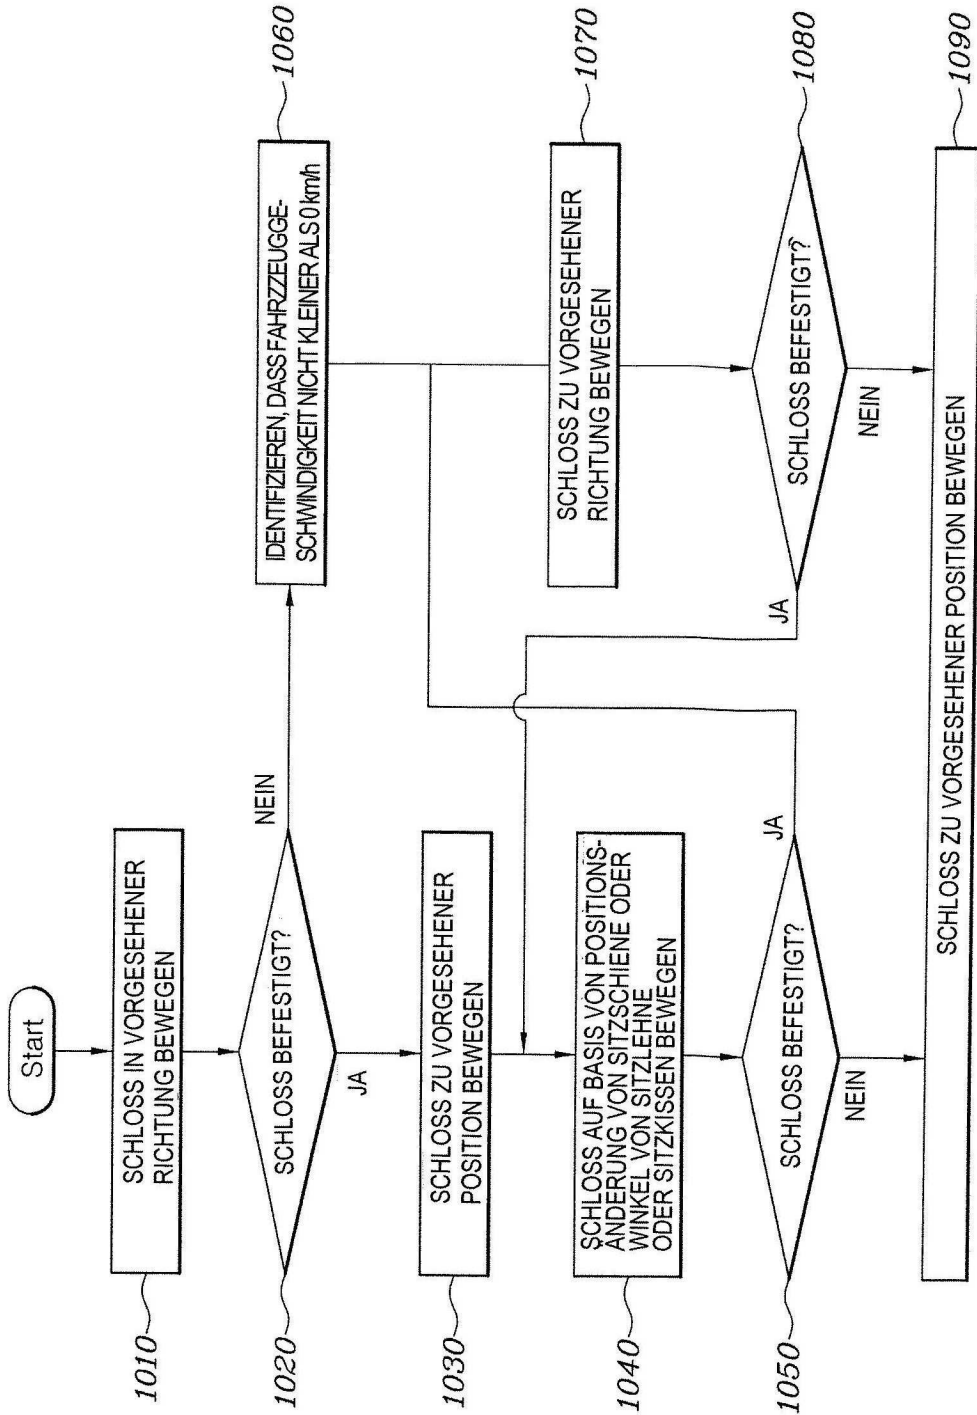 Start
1010
SCHLOSS IN VORGESEHENER
RICHTUNG BEWEGEN
1020
SCHLOSS BEFESTIGT?
NEIN
JA
1030
SCHLOSS ZU VORGESEHENER
POSITION BEWEGEN
1040
SCHLOSS AUF BASIS VON POSITIONS-
ÄNDERUNG VON SITZSCHIENE ODER
WINKEL VON SITZLEHNE
ODER SITZKISSEN BEWEGEN
1050
SCHLOSS BEFESTIGT?
JA
NEIN
1060
IDENTIFIZIEREN, DASS FAHRZZEUGGE-
SCHWINDIGKEIT NICHT KLEINER ALS 0 km/h
1070
SCHLOSS ZU VORGESEHENER
RICHTUNG BEWEGEN
1080
SCHLOSS BEFESTIGT?
JA
NEIN
1090
SCHLOSS ZU VORGESEHENER POSITION BEWEGEN